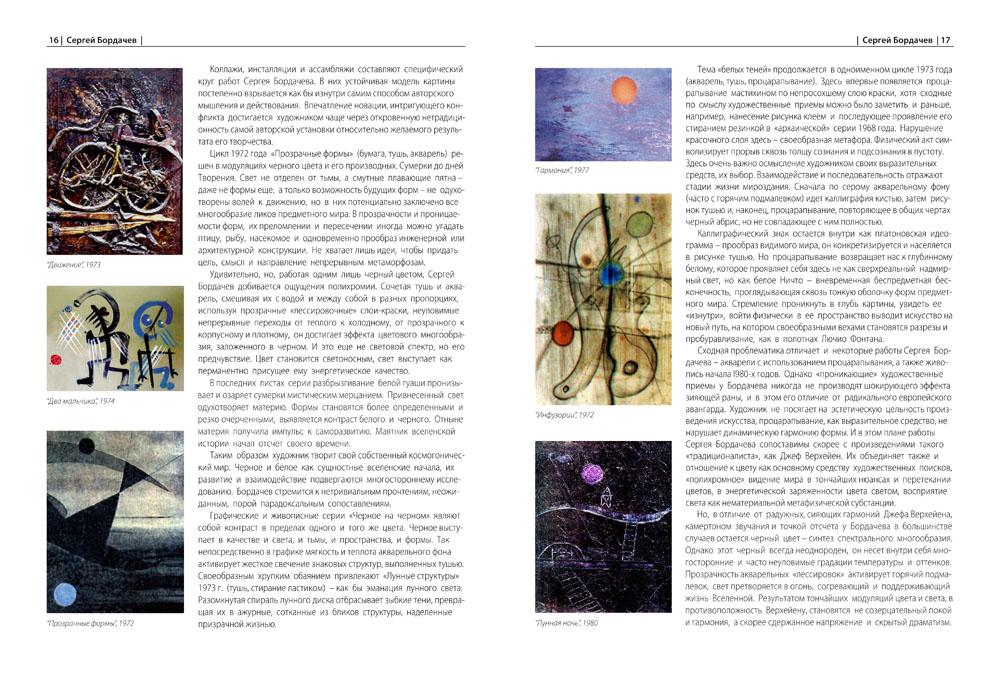 16 | Сергей Бордачев |
"Движение", 1973
"Два мальчика", 1974
"Прозрачные формы", 1972
Коллажи, инсталляции и ассамбляжи составляют специфический
круг работ Сергея Бордачева. В них устойчивая модель картины
постепенно взрывается как бы изнутри самим способом авторского
мышления и действования. Впечатление новации, интригующего кон-
фликта достигается художником чаще через откровенную нетрадици-
онность самой авторской установки относительно желаемого резуль-
тата его творчества.
Цикл 1972 года «Прозрачные формы» (бумага, тушь, акварель) ре-
шен в модуляциях черного цвета и его производных. Сумерки до дней
Творения. Свет не отделен от тьмы, а смутные плавающие пятна –
даже не формы еще, а только возможность будущих форм – не одухо-
творены волей к движению, но в них потенциально заключено все
многообразие ликов предметного мира. В прозрачности и проницае-
мости форм, их преломлении и пересечении иногда можно угадать
птицу, рыбу, насекомое и одновременно прообраз инженерной или
архитектурной конструкции. Не хватает лишь идеи, чтобы придать
цель, смысл и направление непрерывным метаморфозам.
Удивительно, но, работая одним лишь черный цветом, Сергей
Бордачев добивается ощущения полихромии. Сочетая тушь и аква-
рель, смешивая их с водой и между собой в разных пропорциях,
используя прозрачные «лессировочные» слои-краски, неуловимые
непрерывные переходы от теплого к холодному, от прозрачного к
корпусному и плотному, он достигает эффекта цветового многообра-
зия, заложенного в черном. И это еще не световой спектр, но его
предчувствие. Цвет становится светоносным, свет выступает как
перманентно присущее ему энергетическое качество.
В последних листах серии разбрызгивание белой гуаши пронизы-
вает и озаряет сумерки мистическим мерцанием. Привнесенный свет
одухотворяет материю. Формы становятся более определенными и
резко очерченными, выявляется контраст белого и черного. Отныне
материя получила импульс к саморазвитию. Маятник вселенской
истории начал отсчет своего времени.
Таким образом художник творит свой собственный космогониче-
ский мир. Черное и белое как сущностные вселенские начала, их
развитие и взаимодействие подвергаются многостороннему иссле-
дованию. Бордачев стремится к нетривиальным прочтениям, неожи-
данным, порой парадоксальным сопоставлениям.
Графические и живописные серии «Черное на черном» являют
собой контраст в пределах одного и того же цвета. Черное высту-
пает в качестве и света, и тьмы, и пространства, и формы. Так
непосредственно в графике мягкость и теплота акварельного фона
активирует жесткое свечение знаковых структур, выполненных тушью.
Своеобразным хрупким обаянием привлекают «Лунные структуры»
1973 г. (тушь, стирание ластиком) – как бы эманация лунного света.
Разомкнутая спираль лунного диска отбрасывает зыбкие тени, превра-
щая их в ажурные, сотканные из бликов структуры, наделенные
призрачной жизнью.
| Сергей Бордачев | 17
"Гармония", 1977
"Инфузории", 1972
"Лунная ночь", 1980
Тема «белых теней» продолжается в одноименном цикле 1973 года
(акварель, тушь, процарапывание). Здесь впервые появляется проца-
рапывание мастихином по непросохшему слою краски, хотя сходные
по смыслу художественные приемы можно было заметить и раньше,
например, нанесение рисунка клеем и последующее проявление его
стиранием резинкой в «архаической» серии 1968 года. Нарушение
красочного слоя здесь – своеобразная метафора. Физический акт сим-
волизирует прорыв сквозь толщу сознания и подсознания в пустоту.
Здесь очень важно осмысление художником своих выразительных
средств, их выбор. Взаимодействие и последовательность отражают
стадии жизни мироздания. Сначала по серому акварельному фону
(часто с горячим подмалевком) идет каллиграфия кистью, затем рису-
нок тушью и, наконец, процарапывание, повторяющее в общих чертах
черный абрис, но не совпадающее с ним полностью.
Каллиграфический знак остается внутри как платоновская идео-
грамма – прообраз видимого мира, он конкретизируется и населяется
в рисунке тушью. Но процарапывание возвращает нас к глубинному
белому, которое проявляет себя здесь не как сверхреальный надмир-
ный свет, но как белое Ничто – вневременная беспредметная бес-
конечность, проглядывающая сквозь тонкую оболочку форм предмет-
ного мира. Стремление проникнуть в глубь картины, увидеть ее
«изнутри», войти физически в ее пространство выводит искусство на
новый путь, на котором своеобразными вехами становятся разрезы и
пробуравливание, как в полотнах Лючио Фонтана.
Сходная проблематика отличает и некоторые работы Сергея Бор-
дачева – акварели с использованием процарапывания, а также живо-
пись начала I980-х годов. Однако «проникающие» художественные
приемы у Бордачева никогда не производят шокирующего эффекта
зияющей раны, и в этом его отличие от радикального европейского
авангарда. Художник не посягает на эстетическую цельность произ-
ведения искусства, процарапывание, как выразительное средство, не
нарушает динамическую гармонию формы. И в этом плане работы
Сергея Бордачева сопоставимы скорее с произведениями такого
«традиционалиста», как Джеф Верхейен. Их объединяет также и
отношение к цвету как основному средству художественных поисков,
«полихромное» видение мира в тончайших нюансах и перетекании
цветов, в энергетической заряженности цвета светом, восприятие
света как нематериальной метафизической субстанции.
Но, в отличие от радужных, сияющих гармоний Джефа Верхейена,
камертоном звучания и точкой отсчета у Бордачева в большинстве
случаев остается черный цвет – синтез спектрального многообразия.
Однако этот черный всегда неоднороден, он несет внутри себя мно-
госторонние и часто неуловимые градации температуры и оттенков.
Прозрачность акварельных «лессировок» активирует горячий подма-
левок, свет претворяется в огонь, согревающий и поддерживающий
жизнь Вселенной. Результатом тончайших модуляций цвета и света, в
противоположность Верхейену, становятся не созерцательный покой
и гармония, а скорее сдержанное напряжение и скрытый драматизм.